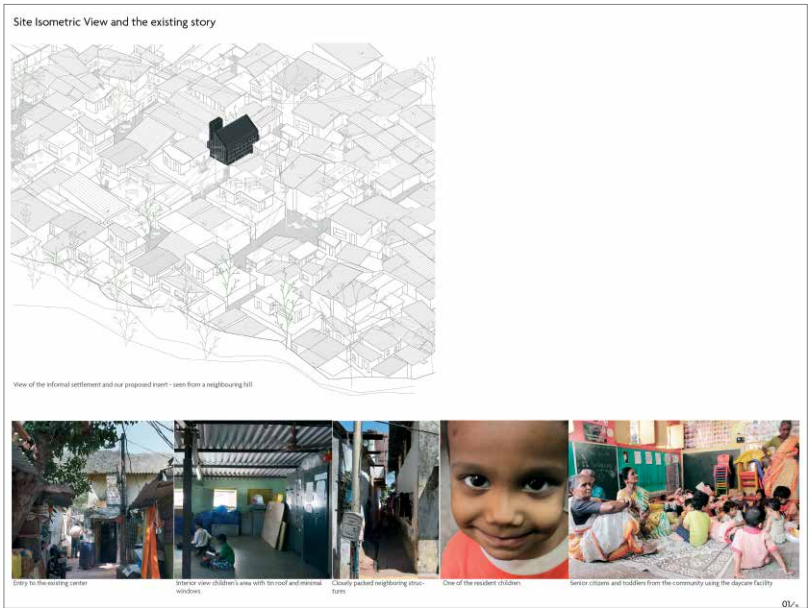 Site Isometric View and the existing story
View of the informal settlement and our proposed insert - seen from a neighbouring hill
Entry to the existing center
Interior view children's area with tin roof and minimal
windows
Closely packed neighboring struc-
tures
One of the resident children
Senior citizens and toddlers from the community using the daycare facility